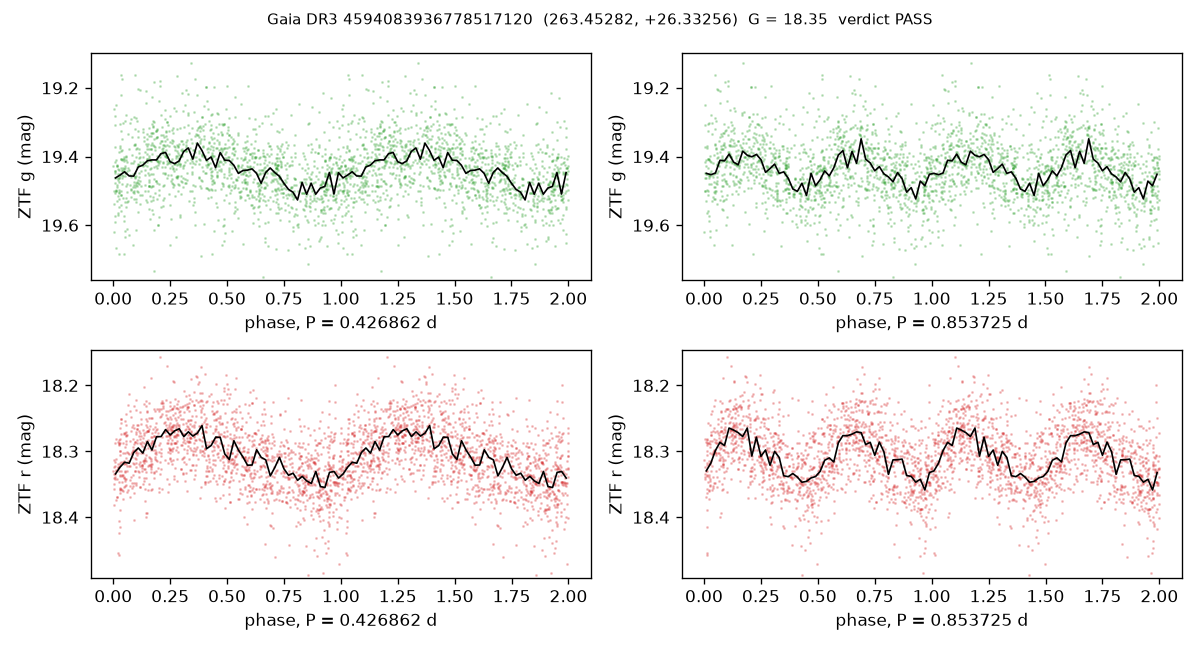 Gaia DR3 4594083936778517120 (263.45282, +26.33256) G = 18.35 verdict PASS
ZTF g (mag)
19.2
19.4
19.6
0.00 0.25 0.50 0.75 1.00 1.25 1.50 1.75 2.00
phase, P = 0.426862 d
ZTF g (mag)
19.2
19.4
19.6
0.00 0.25 0.50 0.75 1.00 1.25 1.50 1.75 2.00
phase, P = 0.853725 d
ZTF r (mag)
18.2
18.3
18.4
0.00 0.25 0.50 0.75 1.00 1.25 1.50 1.75 2.00
phase, P = 0.426862 d
ZTF r (mag)
18.2
18.3
18.4
0.00 0.25 0.50 0.75 1.00 1.25 1.50 1.75 2.00
phase, P = 0.853725 d